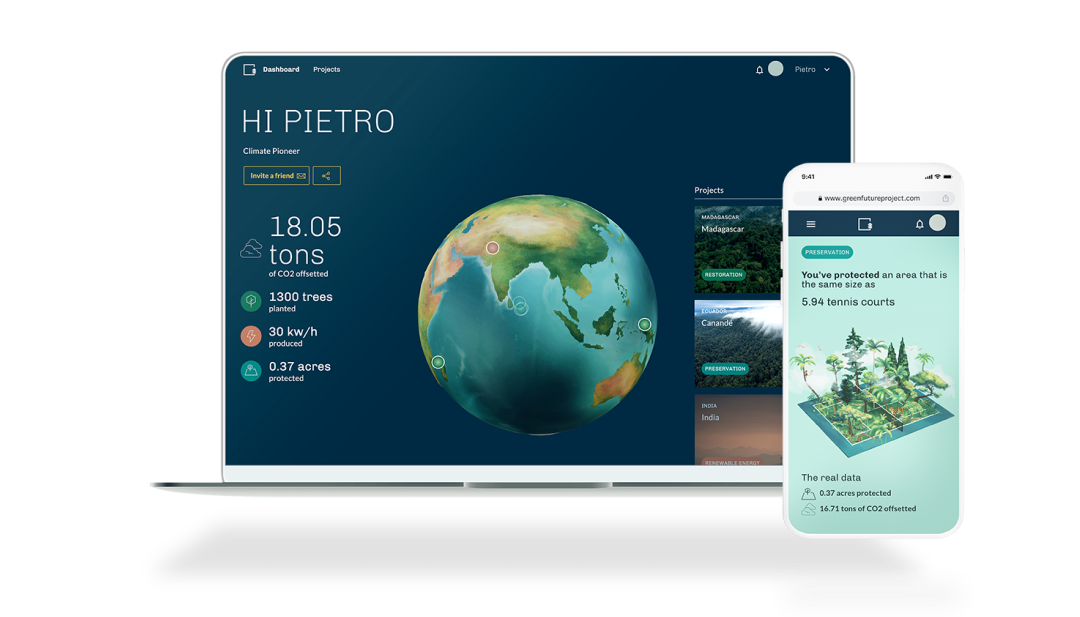 Dashboard Projects
Pietro
HI PIETRO
Climate Pioneer
Invite a friend
18.05
tons
of CO2 offsetted
1300 trees
planted
30 kw/h
produced
0.37 acres
protected
Projects
MADAGASCAR
Madagascar
RESTORATION
ECUADOR
Canandé
PRESERVATION
INDIA
India
RENEWABLE ENERGY
9:41
www.greenfutureproject.com
PRESERVATION
You've protected an area that is
the same size as
5.94 tennis courts
The real data
0.37 acres protected
16.71 tons of CO2 offsetted